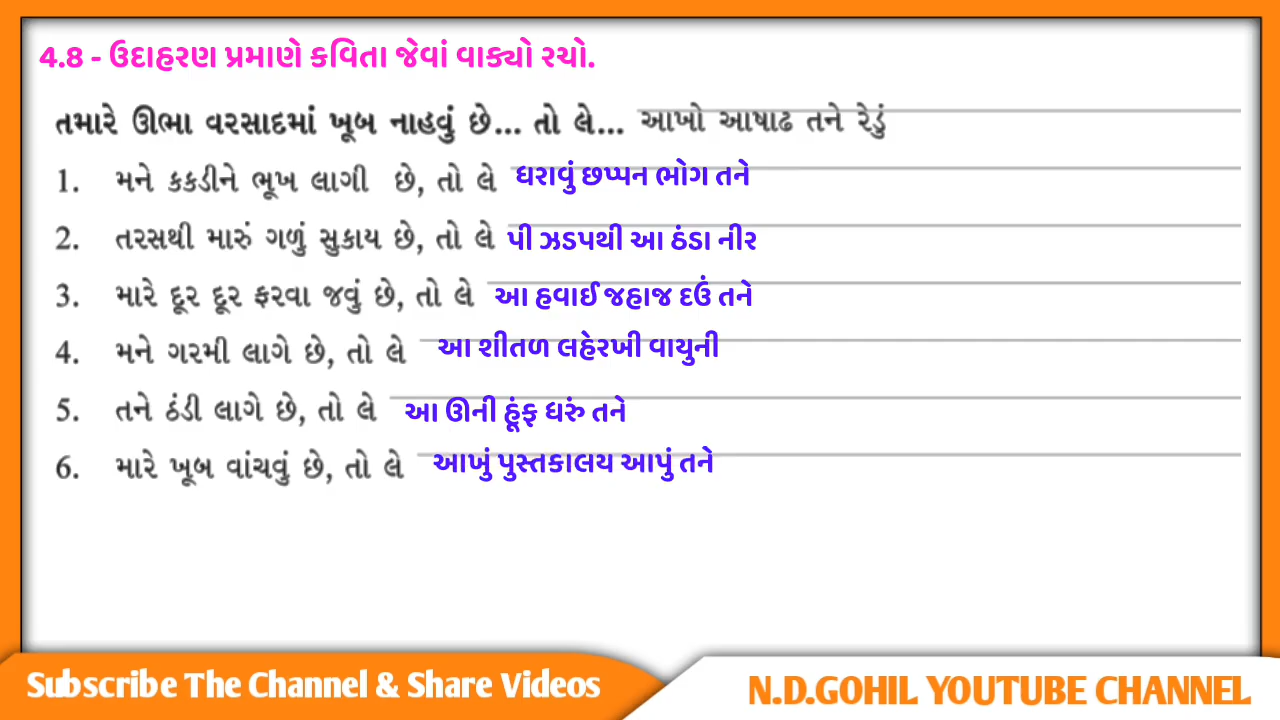 4.8 - ઉદાહરણ પ્રમાણે કવિતા જેવાં વાક્યો રચો.
તમારે ઊભા વરસાદમાં ખૂબ નાહવું છે... તો લે... આખો આષાઢ તને રેડું
1. મને કકડીને ભૂખ લાગી છે, તો લે ધરાવું છપ્પન ભોગ તને
2. તરસથી મારું ગળું સુકાય છે, તો લે પી ઝડપથી આ ઠંડા નીર
3. મારે દૂર દૂર ફરવા જવું છે, તો લે આ હવાઈ જહાજ દઉં તને
4. મને ગરમી લાગે છે, તો લે આ શીતળ લહેરખી વાયુની
5. તને ઠંડી લાગે છે, તો લે આ ઊની હૂંફ ધરું તને
6. મારે ખૂબ વાંચવું છે, તો લે આખું પુસ્તકાલય આપું તને
Subscribe The Channel & Share Videos
N.D.GOHIL YOUTUBE CHANNEL